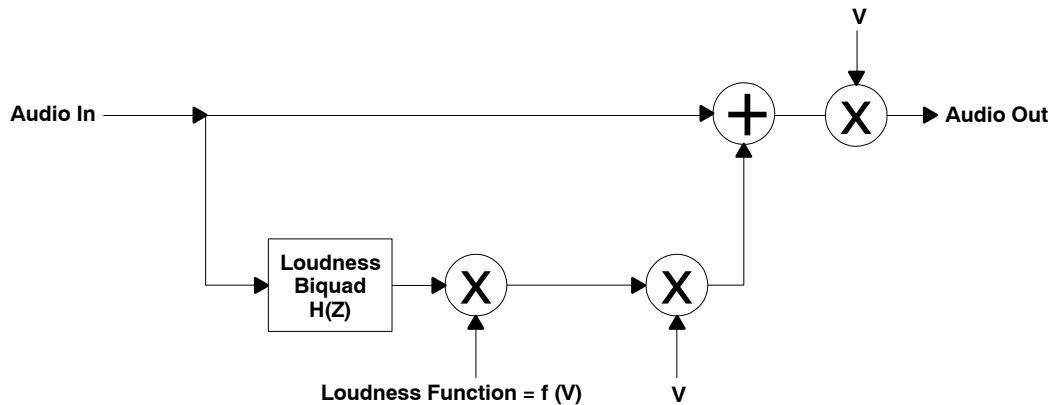 V
Audio In
+
X
Audio Out
Loudness
Biquad
H(Z)
X
X
Loudness Function = f (V)
V